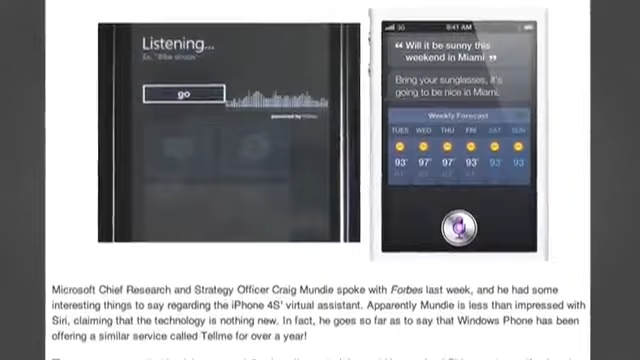 Listening...
go
powered by
3G 9:41 AM
“ Will it be sunny this
weekend in Miami ”
Bring your sunglasses, it's
going to be nice in Miami.
Weekly Forecast
TUES WED THU FRI SAT SUN
93° 97° 97° 93° 93 93
Microsoft Chief Research and Strategy Officer Craig Mundie spoke with Forbes last week, and he had some
interesting things to say regarding the iPhone 4S' virtual assistant. Apparently Mundie is less than impressed with
Siri, claiming that the technology is nothing new. In fact, he goes so far as to say that Windows Phone has been
offering a similar service called Tellme for over a year!